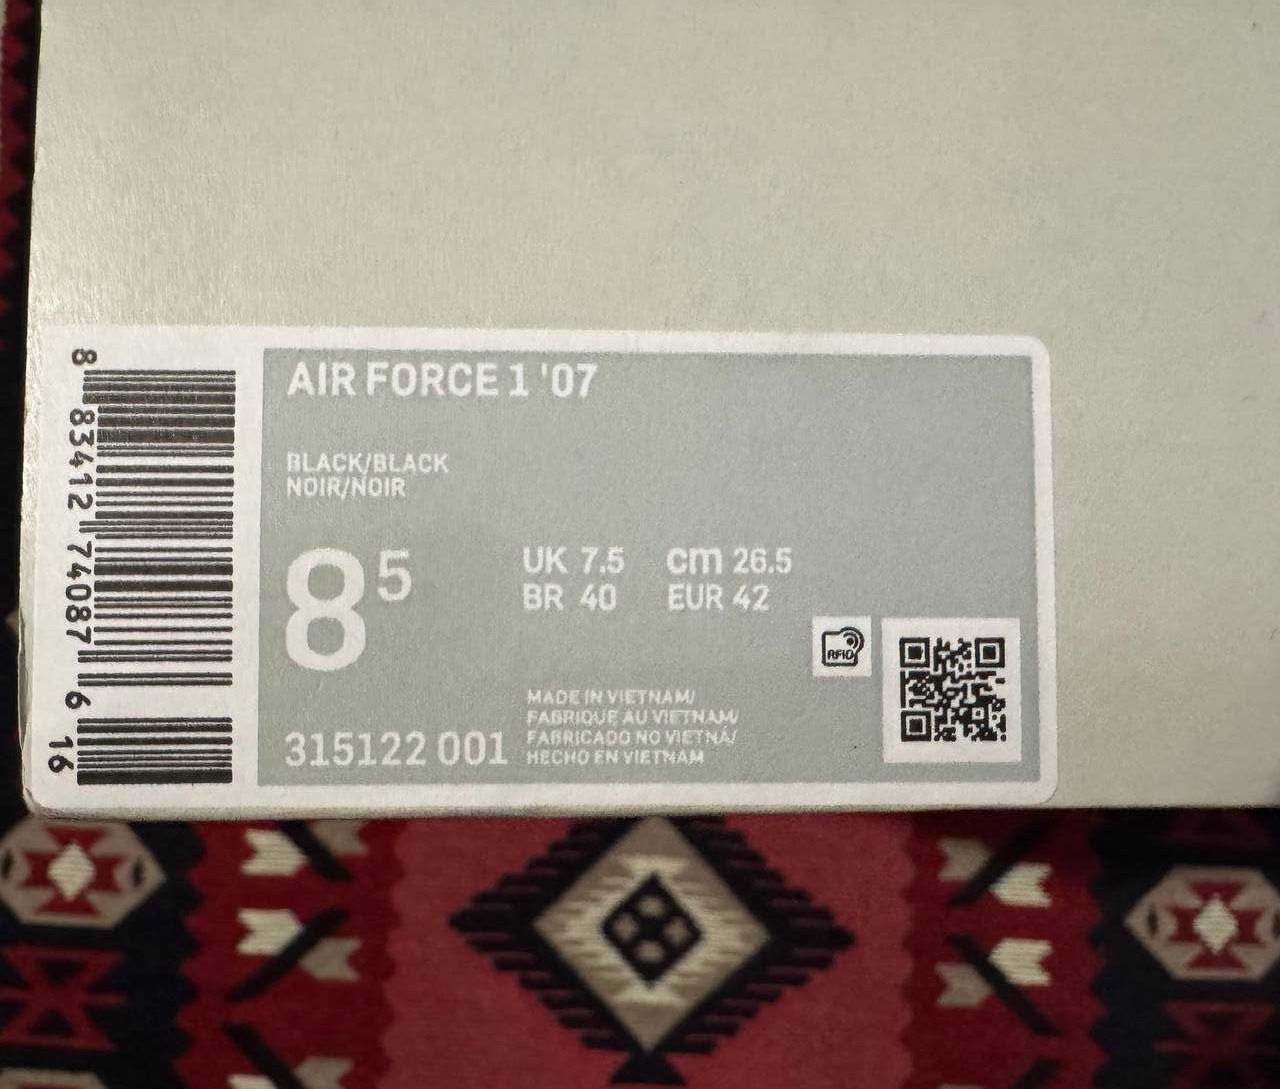 AIR FORCE 1 '07
BLACK/BLACK
NOIR/NOIR
8 5
UK 7.5 cm 26.5
BR 40 EUR 42
MADE IN VIETNAM/
FABRIQUE AU VIETNAM/
FABRICADO NO VIETNÃ/
HECHO EN VIETNAM
315122 001
RFID
8 83412 74087 6 16